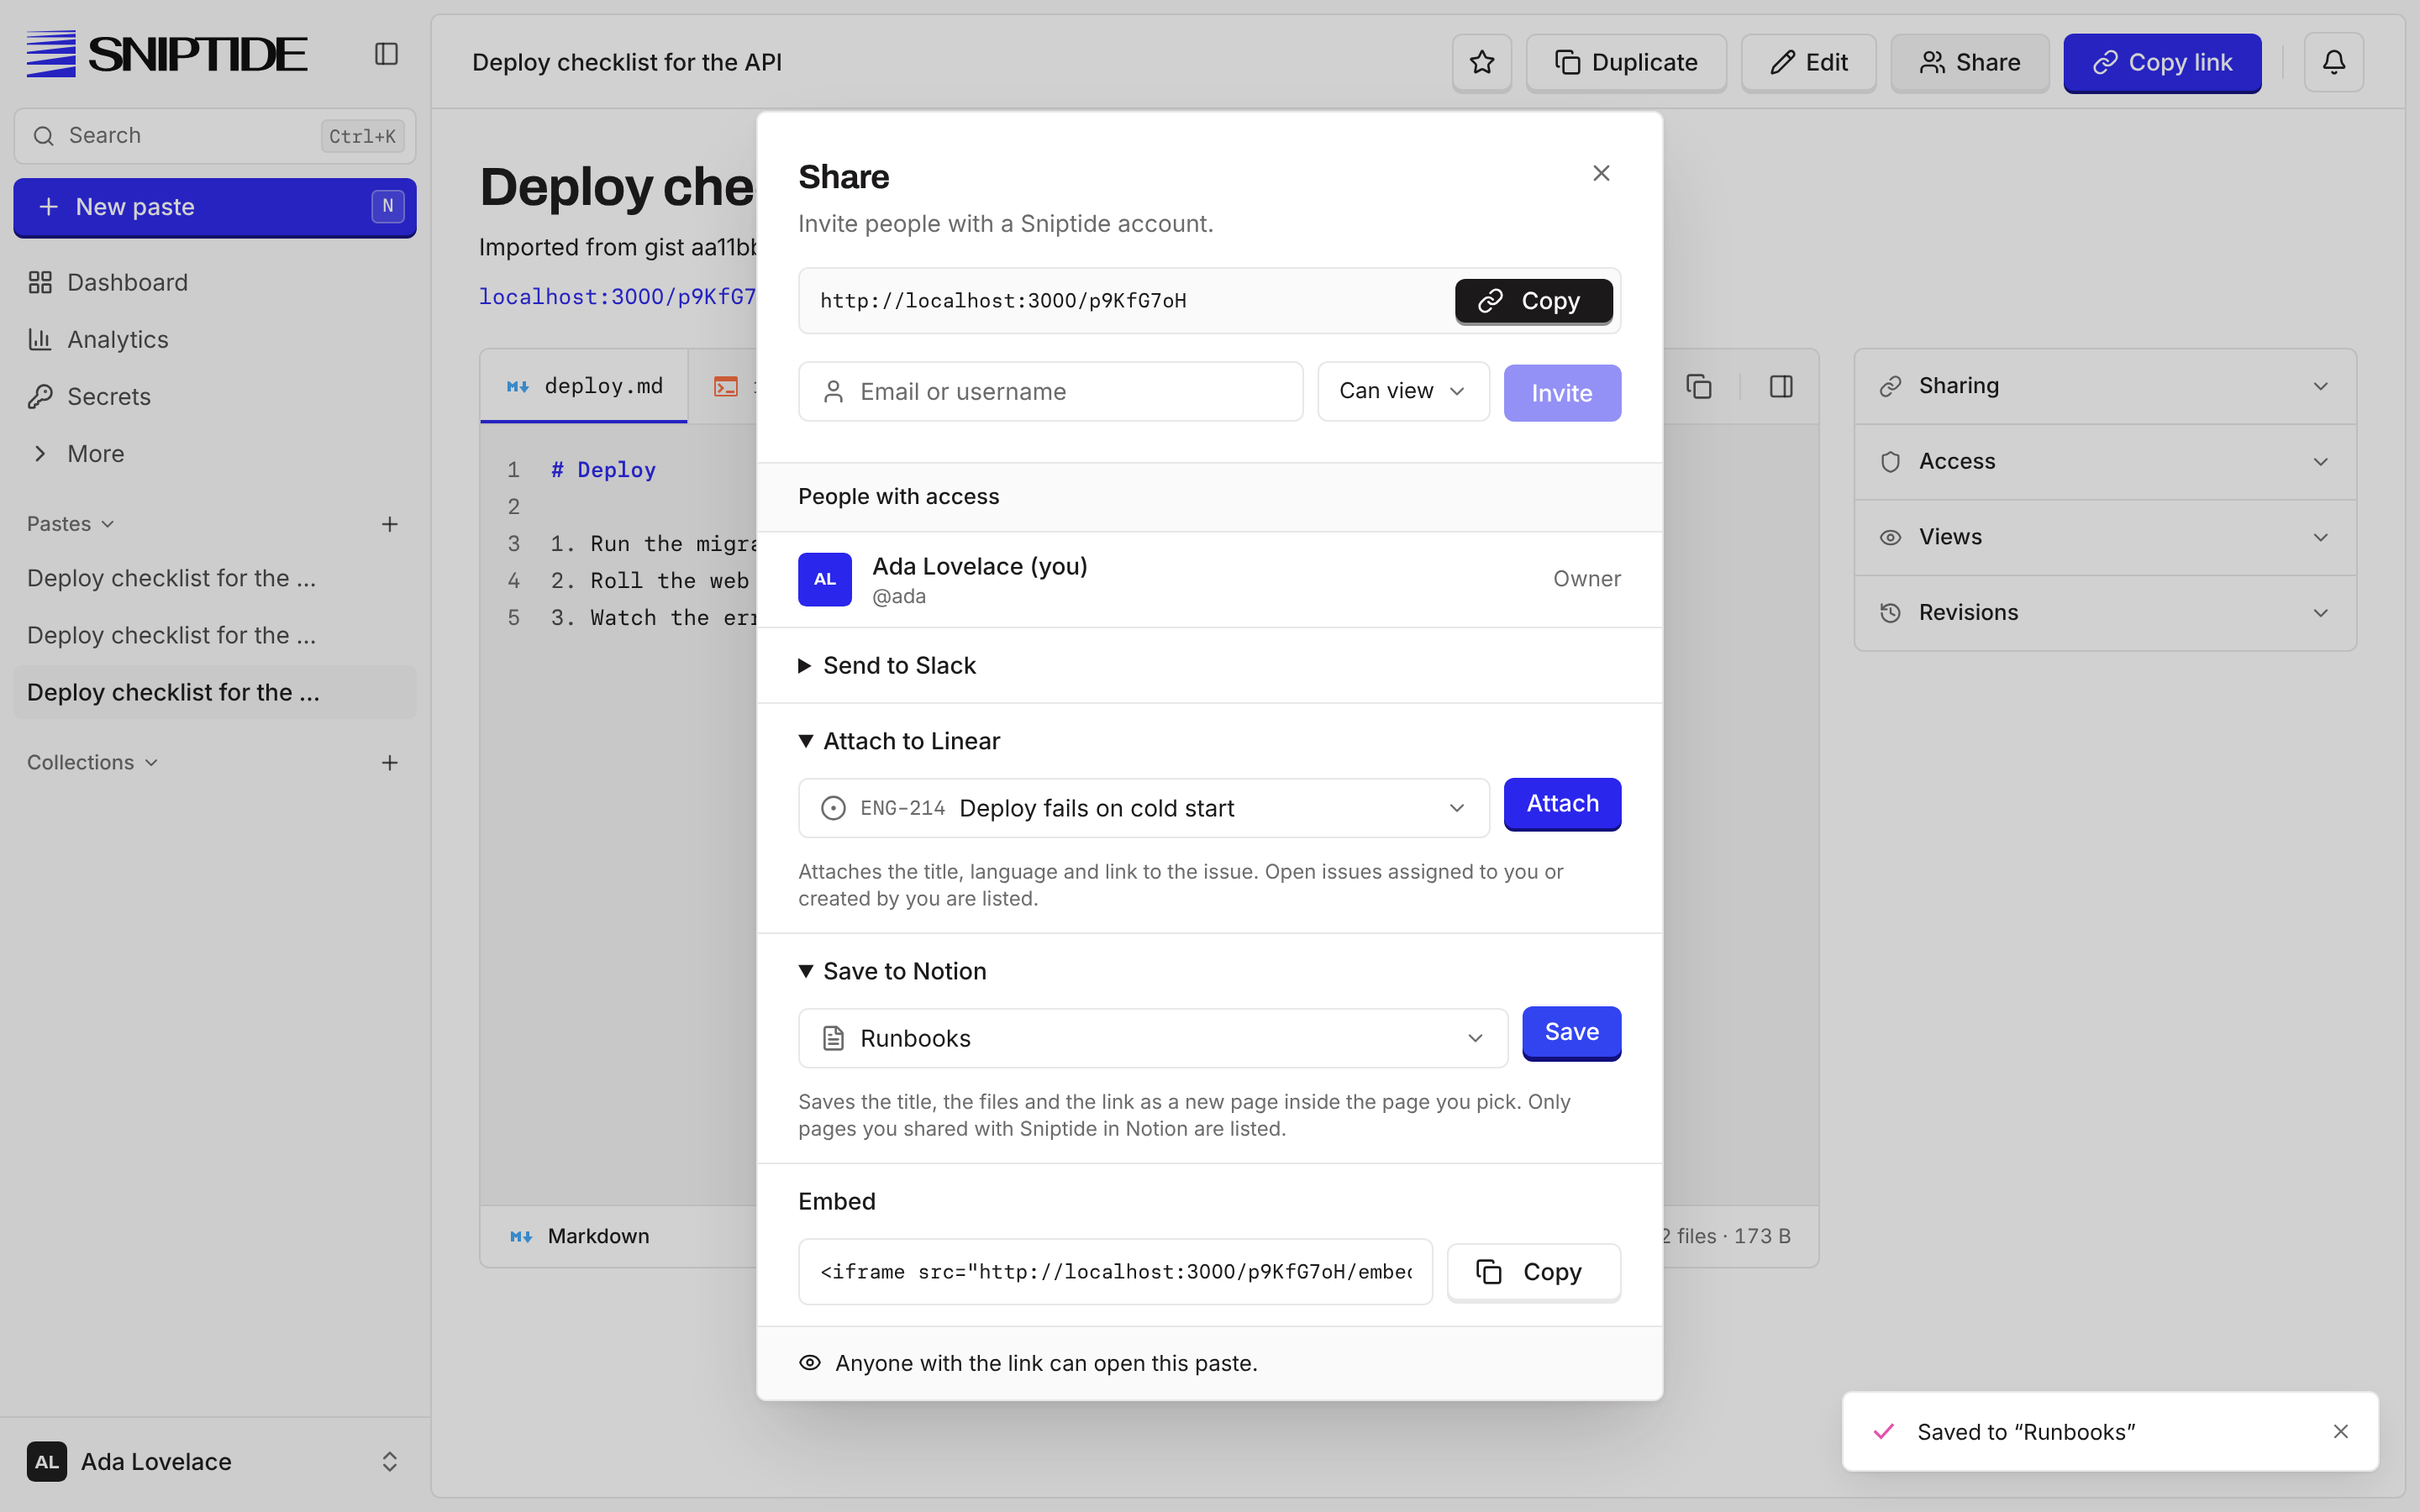 SNIPTIDE
Search
Ctrl+K
New paste
N
Dashboard
Analytics
Secrets
More
Pastes
Deploy checklist for the ...
Deploy checklist for the ...
Deploy checklist for the ...
Collections
AL
Ada Lovelace
Deploy checklist for the API
Duplicate
Edit
Share
Copy link
Deploy che
Imported from gist aa11bb
localhost:3000/p9KfG7
deploy.md
1 # Deploy
2
3 1. Run the migra
4 2. Roll the web
5 3. Watch the err
Markdown
2 files · 173 B
Sharing
Access
Views
Revisions
Share
Invite people with a Sniptide account.
http://localhost:3000/p9KfG7oH
Copy
Email or username
Can view
Invite
People with access
AL
Ada Lovelace (you)
@ada
Owner
Send to Slack
Attach to Linear
ENG-214 Deploy fails on cold start
Attach
Attaches the title, language and link to the issue. Open issues assigned to you or
created by you are listed.
Save to Notion
Runbooks
Save
Saves the title, the files and the link as a new page inside the page you pick. Only
pages you shared with Sniptide in Notion are listed.
Embed
<iframe src="http://localhost:3000/p9KfG7oH/embed
Copy
Anyone with the link can open this paste.
Saved to “Runbooks”